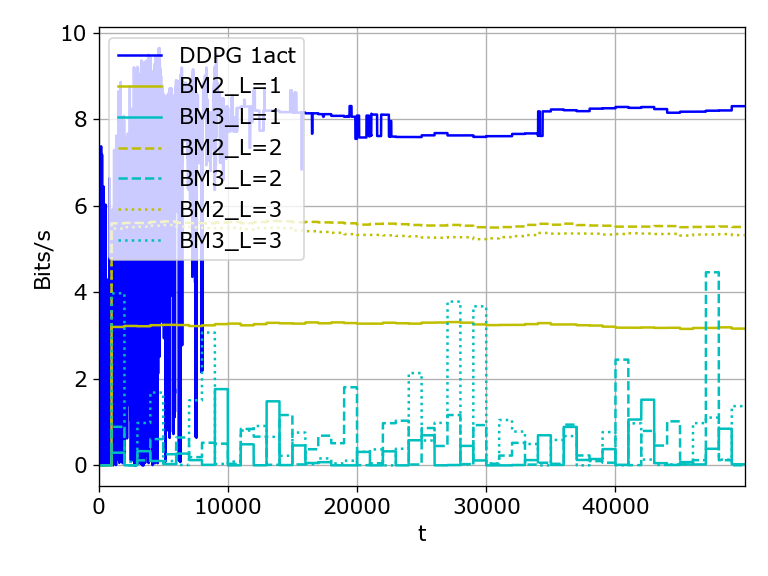 10
8
6
4
2
0
Bits/s
DDPG 1act
BM2_L=1
BM3_L=1
BM2_L=2
BM3_L=2
BM2_L=3
BM3_L=3
0 10000 20000 30000 40000
t